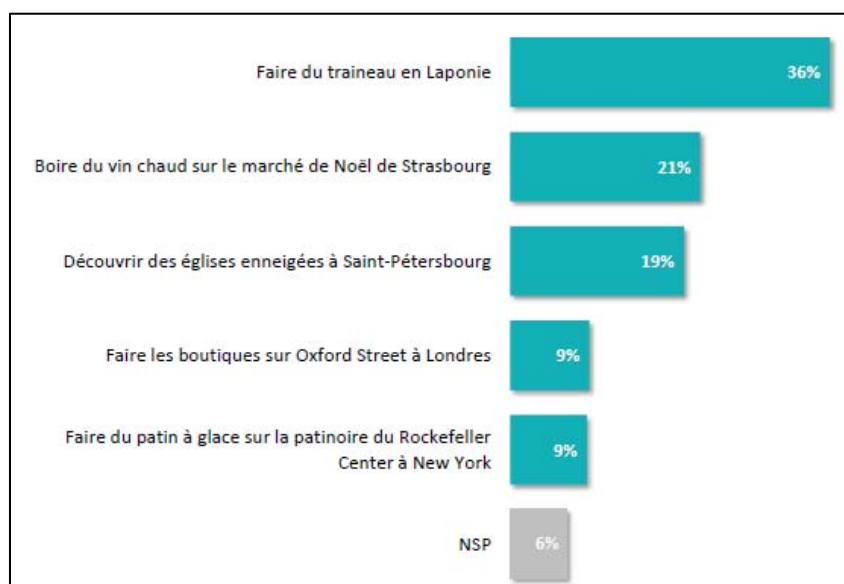 Faire du traineau en Laponie
36%
Boire du vin chaud sur le marché de Noël de Strasbourg
21%
Découvrir des églises enneigées à Saint-Pétersbourg
19%
Faire les boutiques sur Oxford Street à Londres
9%
Faire du patin à glace sur la patinoire du Rockefeller
Center à New York
9%
NSP
6%